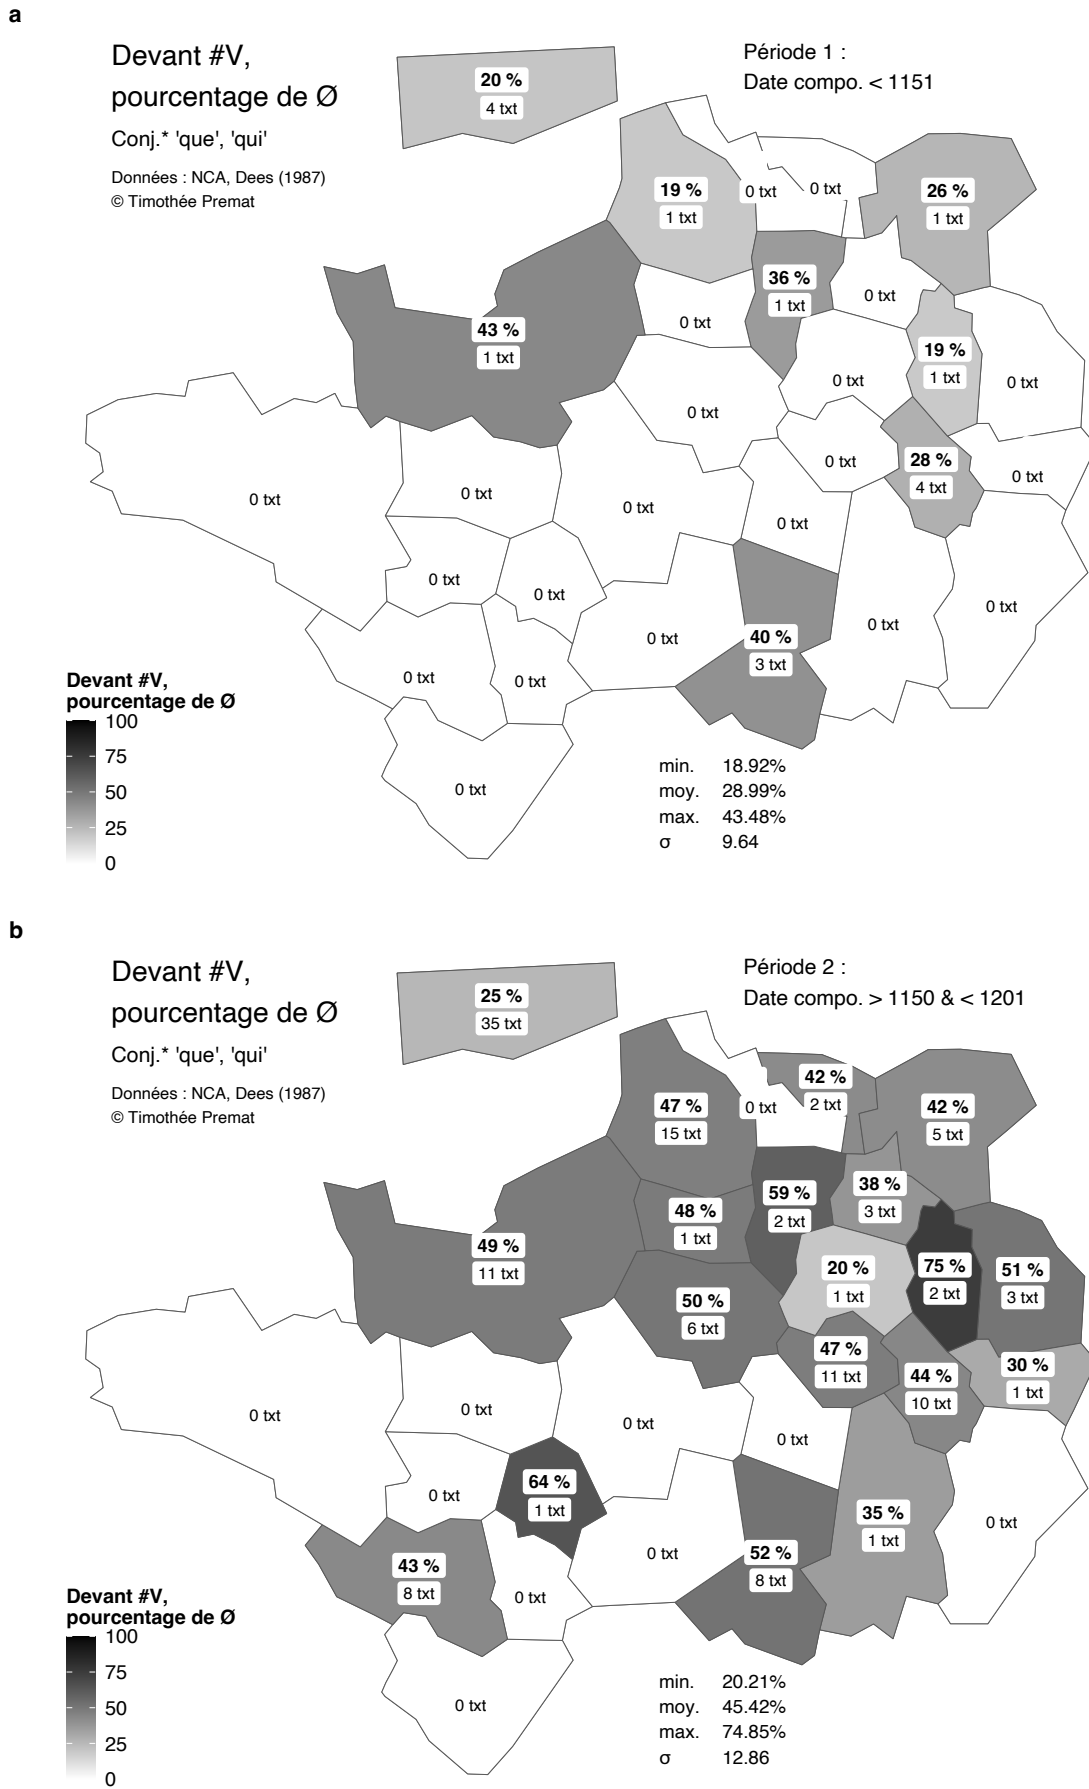 a
Devant #V,
pourcentage de Ø
Conj.* 'que', 'qui'
Données : NCA, Dees (1987)
© Timothée Premat
Période 1 :
Date compo. < 1151
20 %
4 txt
19 %
1 txt
0 txt
0 txt
26 %
1 txt
36 %
1 txt
0 txt
0 txt
43 %
1 txt
19 %
1 txt
0 txt
0 txt
0 txt
28 %
4 txt
0 txt
0 txt
0 txt
0 txt
0 txt
0 txt
0 txt
0 txt
0 txt
0 txt
0 txt
40 %
3 txt
0 txt
0 txt
0 txt
Devant #V,
pourcentage de Ø
100
75
50
25
0
min. 18.92%
moy. 28.99%
max. 43.48%
σ 9.64
b
Devant #V,
pourcentage de Ø
Conj.* 'que', 'qui'
Données : NCA, Dees (1987)
© Timothée Premat
Période 2 :
Date compo. > 1150 & < 1201
25 %
35 txt
47 %
15 txt
0 txt
42 %
2 txt
42 %
5 txt
59 %
2 txt
38 %
3 txt
48 %
1 txt
49 %
11 txt
20 %
1 txt
75 %
2 txt
51 %
3 txt
50 %
6 txt
47 %
11 txt
44 %
10 txt
30 %
1 txt
0 txt
0 txt
0 txt
0 txt
0 txt
64 %
1 txt
35 %
1 txt
0 txt
0 txt
52 %
8 txt
43 %
8 txt
0 txt
0 txt
Devant #V,
pourcentage de Ø
100
75
50
25
0
min. 20.21%
moy. 45.42%
max. 74.85%
σ 12.86